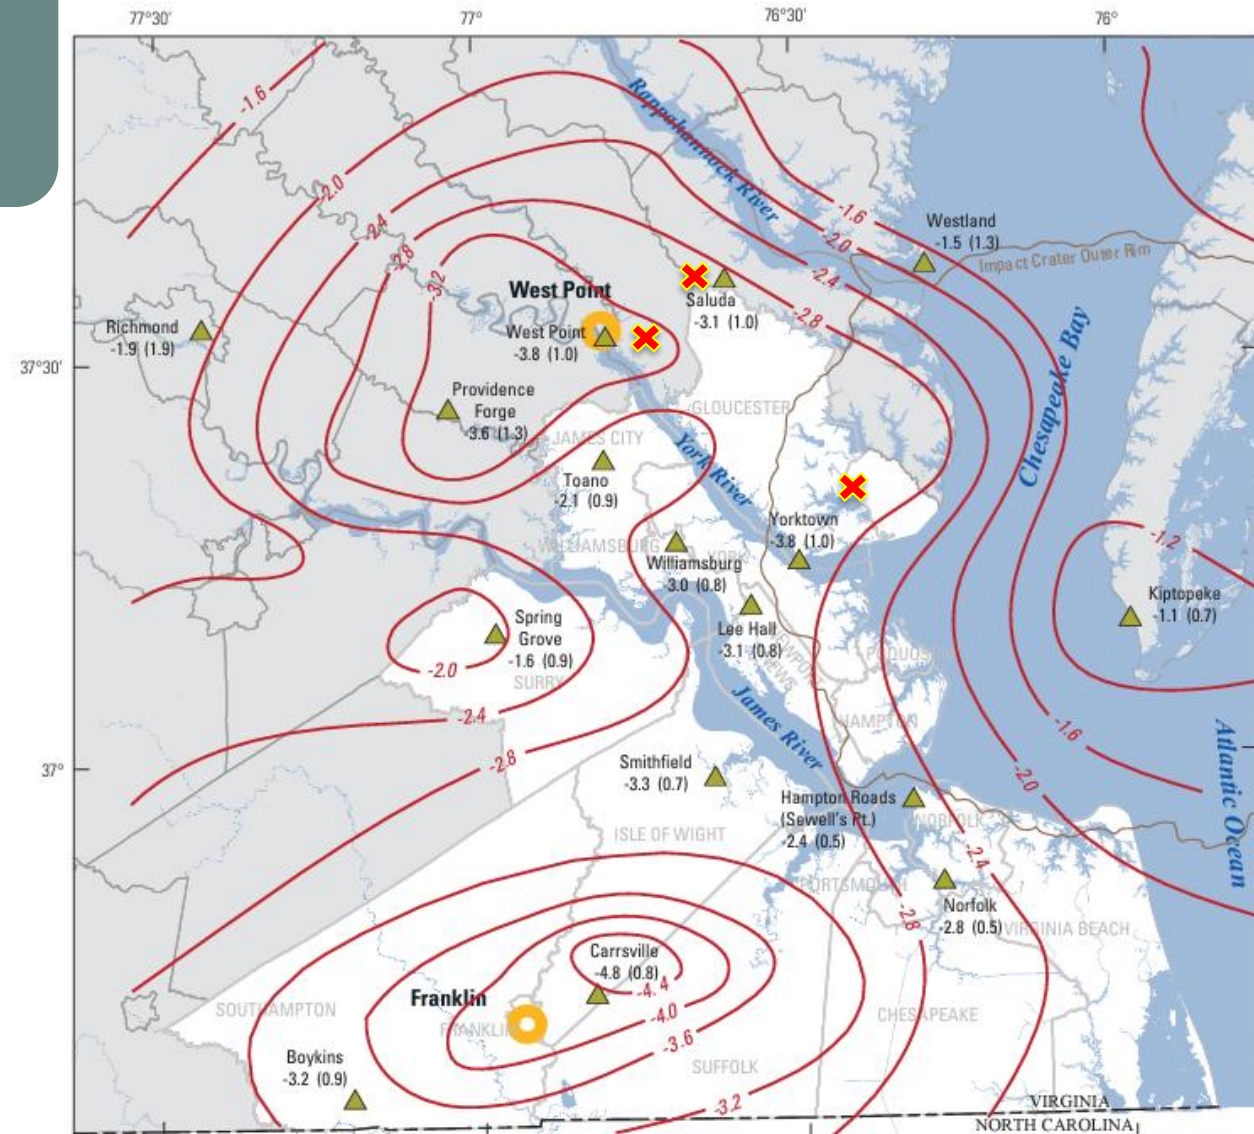 77°30'
77°
76°30'
76°
-1.6
Rappahannock River
-2.0
-2.4
-2.8
-3.2
-1.6
-2.0
-2.4
-2.8
Westland
-1.5 (1.3)
Impact Crater Outer Rim
West Point
Saluda
-3.1 (1.0)
Richmond
-1.9 (1.9)
West Point
-3.8 (1.0)
37°30'
Chesapeake Bay
Providence
Forge
-3.6 (1.3)
GLOUCESTER
JAMES CITY
York River
Toano
-2.1 (0.9)
Yorktown
-3.8 (1.0)
-1.2
WILLIAMSBURG
YORK
Williamsburg
-3.0 (0.8)
Kiptopeke
-1.1 (0.7)
Spring
Grove
-1.6 (0.9)
Lee Hall
-3.1 (0.8)
NEWPORT
NEWS
POQUOSON
-2.0
SURRY
-2.4
James River
HAMPTON
-1.6
Atlantic Ocean
-2.8
37°
Smithfield
-3.3 (0.7)
-2.0
Hampton Roads
(Sewell's Pt.)
-2.4 (0.5)
NORFOLK
ISLE OF WIGHT
-2.4
PORTSMOUTH
Norfolk
-2.8 (0.5)
-2.8
VIRGINIA BEACH
Carrsville
-4.8 (0.8)
-4.4
Franklin
FRANKLIN
-4.0
SOUTHAMPTON
CHESAPEAKE
-3.6
Boykins
-3.2 (0.9)
SUFFOLK
-3.2
VIRGINIA
NORTH CAROLINA